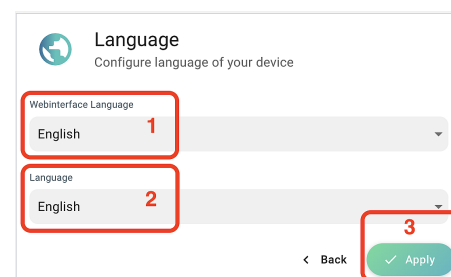 Language
Configure language of your device
Webinterface Language
English
1
Language
English
2
3
Back
Apply